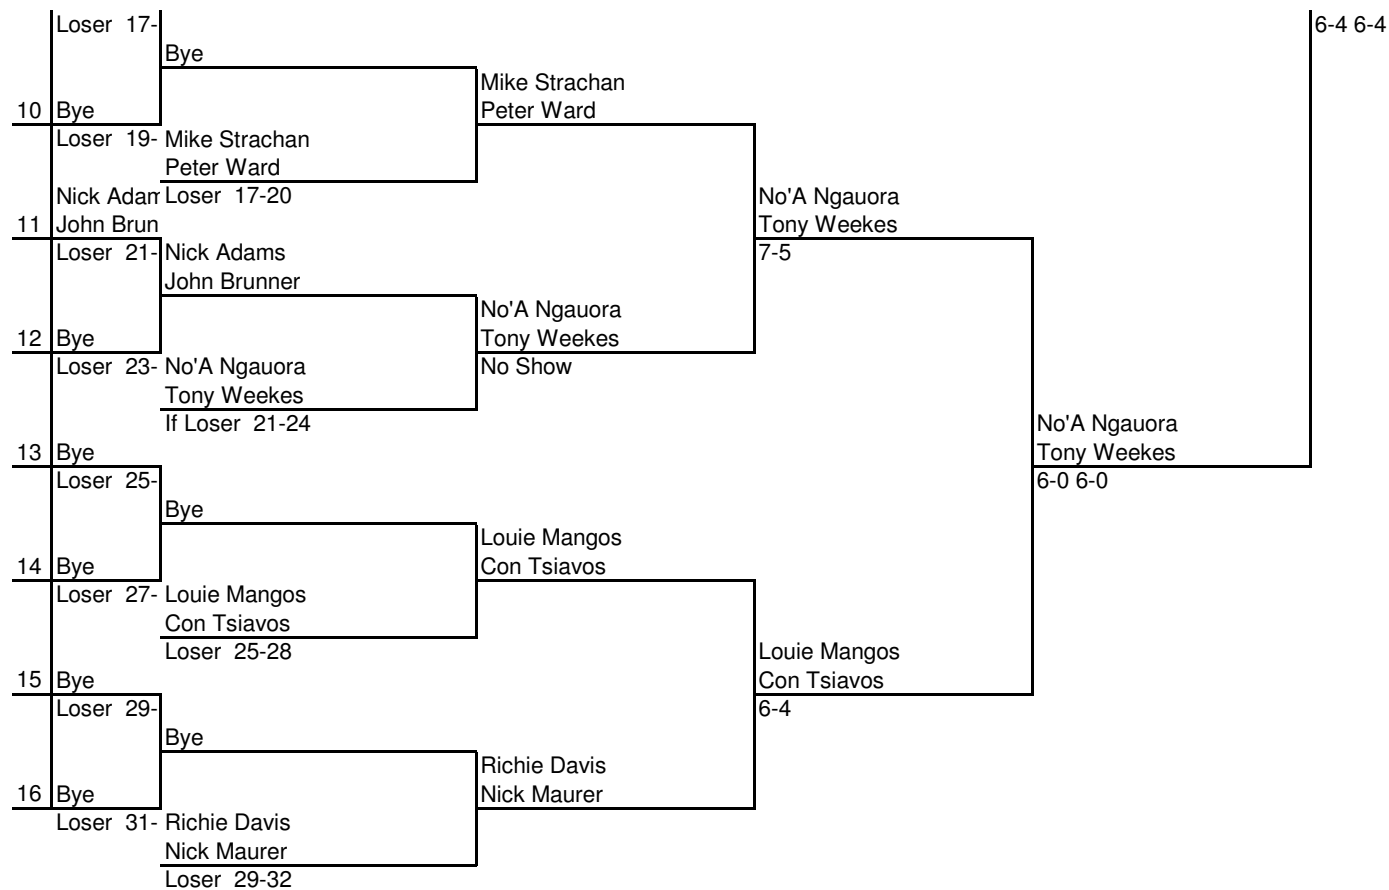 Loser 17-
6-4 6-4
Bye
Mike Strachan
10 Bye
Peter Ward
Loser 19-
Mike Strachan
Peter Ward
Nick Adam
Loser 17-20
No'A Ngauora
11 John Brun
Tony Weekes
Loser 21-
Nick Adams
7-5
John Brunner
No'A Ngauora
12 Bye
Tony Weekes
Loser 23-
No'A Ngauora
No Show
Tony Weekes
If Loser 21-24
No'A Ngauora
13 Bye
Tony Weekes
Loser 25-
6-0 6-0
Bye
Louie Mangos
14 Bye
Con Tsiavos
Loser 27-
Louie Mangos
Con Tsiavos
Loser 25-28
Louie Mangos
15 Bye
Con Tsiavos
Loser 29-
6-4
Bye
Richie Davis
16 Bye
Nick Maurer
Loser 31-
Richie Davis
Nick Maurer
Loser 29-32